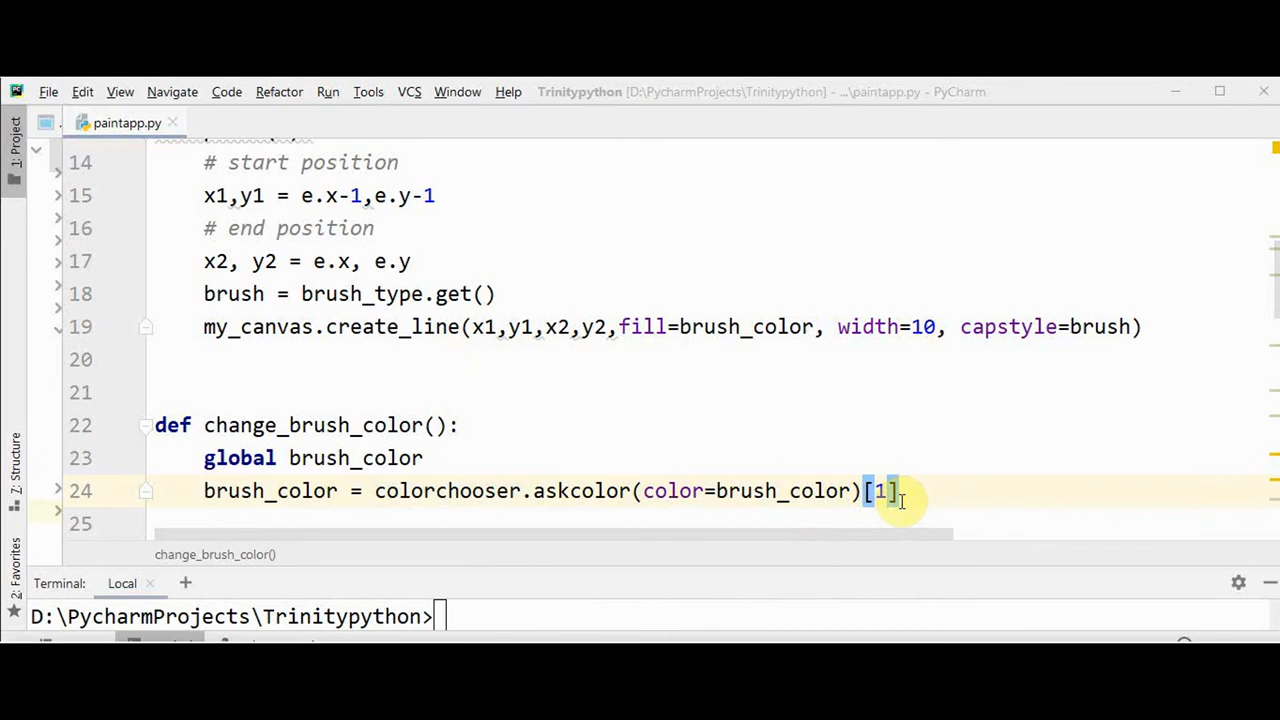 File Edit View Navigate Code Refactor Run Tools VCS Window Help Trinitypython [D:\PycharmProjects\Trinitypython] - ...\paintapp.py - PyCharm
paintapp.py
1: Project
14 # start position
15 x1,y1 = e.x-1,e.y-1
16 # end position
17 x2, y2 = e.x, e.y
18 brush = brush_type.get()
19 my_canvas.create_line(x1,y1,x2,y2,fill=brush_color, width=10, capstyle=brush)
20
21
22 def change_brush_color():
23 global brush_color
24 brush_color = colorchooser.askcolor(color=brush_color)[1]
25
7: Structure
change_brush_color()
2: Favorites
Terminal: Local +
D:\PycharmProjects\Trinitypython>